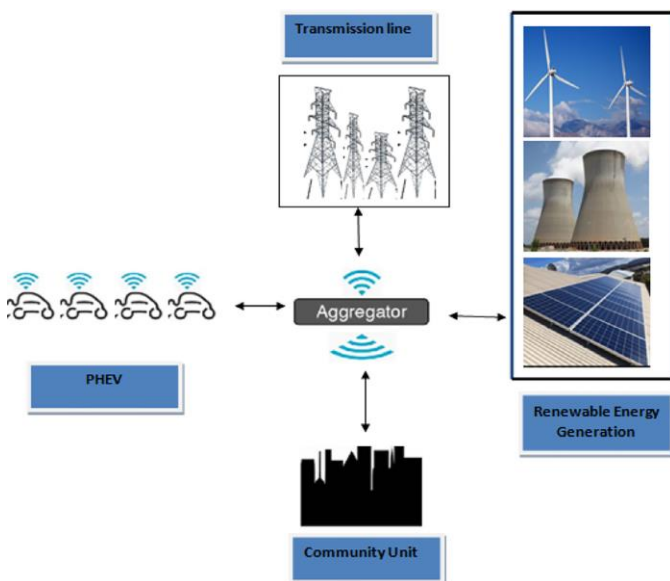 Transmission line
Aggregator
PHEV
Renewable Energy
Generation
Community Unit